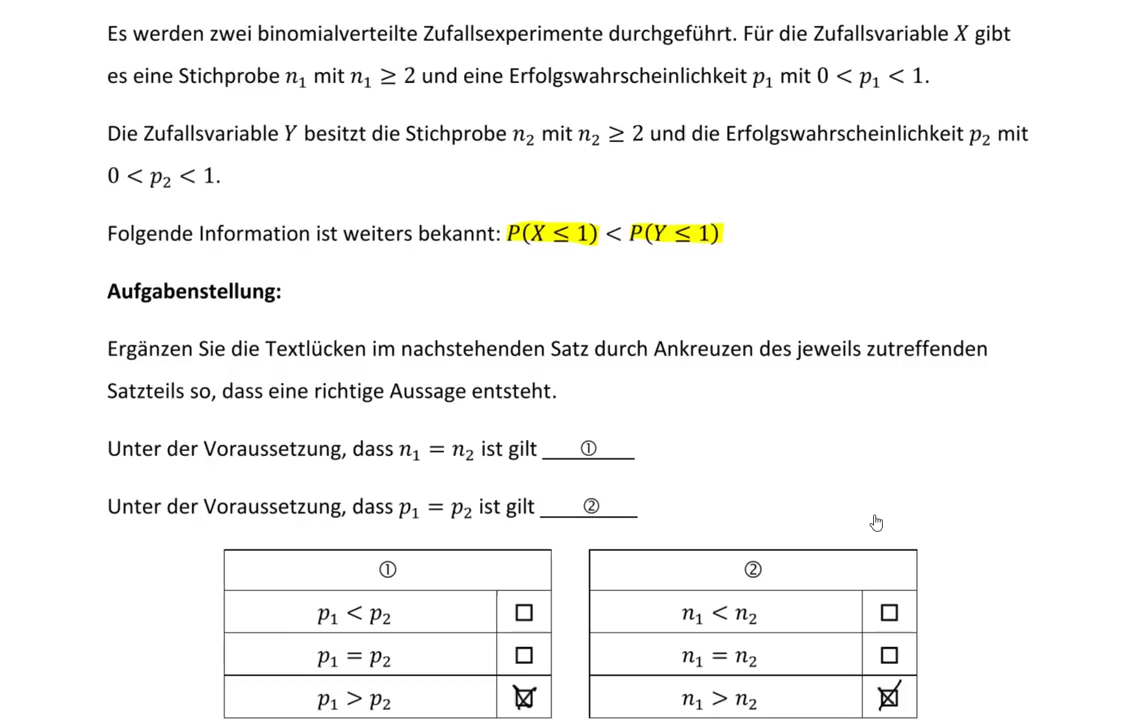 Es werden zwei binomialverteilte Zufallsexperimente durchgeführt. Für die Zufallsvariable X gibt
es eine Stichprobe n₁ mit n₁ ≥ 2 und eine Erfolgswahrscheinlichkeit p₁ mit 0 < p₁ < 1.
Die Zufallsvariable Y besitzt die Stichprobe n₂ mit n₂ ≥ 2 und die Erfolgswahrscheinlichkeit p₂ mit
0 < p₂ < 1.
Folgende Information ist weiters bekannt: P(X ≤ 1) < P(Y ≤ 1)
Aufgabenstellung:
Ergänzen Sie die Textlücken im nachstehenden Satz durch Ankreuzen des jeweils zutreffenden
Satzteils so, dass eine richtige Aussage entsteht.
Unter der Voraussetzung, dass n₁ = n₂ ist gilt ___①___
Unter der Voraussetzung, dass p₁ = p₂ ist gilt ___②___
① ②
p₁ < p₂ ☐ n₁ < n₂ ☐
p₁ = p₂ ☐ n₁ = n₂ ☐
p₁ > p₂ ☒ n₁ > n₂ ☒